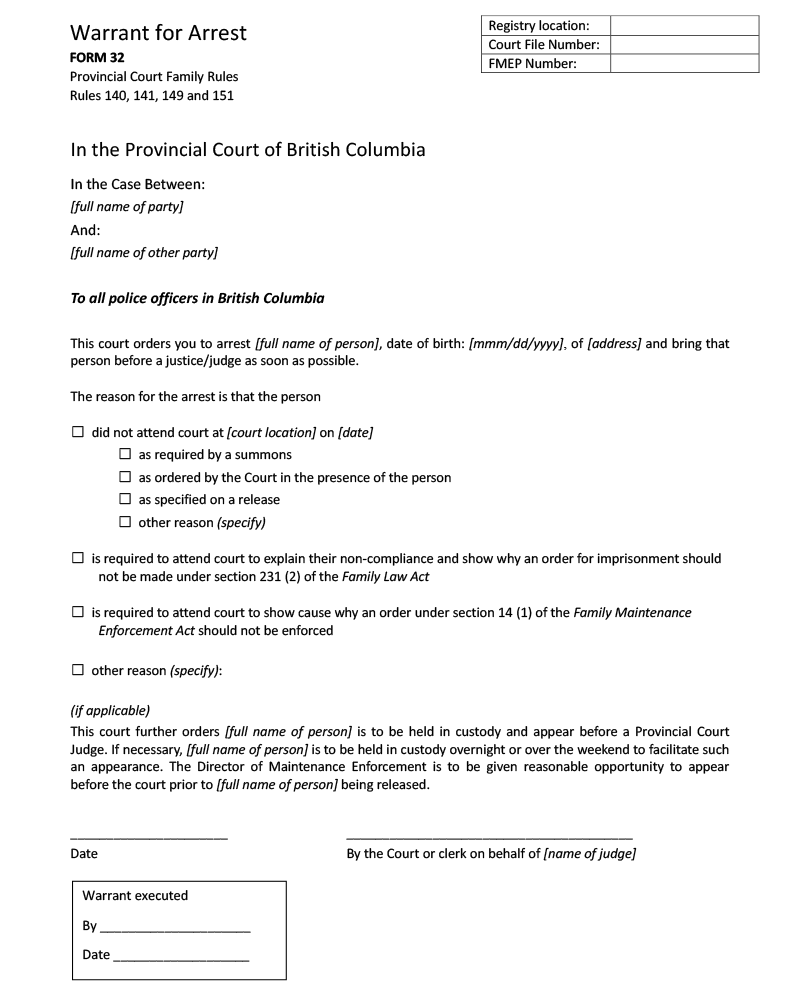 Warrant for Arrest
FORM 32
Provincial Court Family Rules
Rules 140, 141, 149 and 151
Registry location:
Court File Number:
FMEP Number:
In the Provincial Court of British Columbia
In the Case Between:
[full name of party]
And:
[full name of other party]
To all police officers in British Columbia
This court orders you to arrest [full name of person], date of birth: [mmm/dd/yyyy], of [address] and bring that
person before a justice/judge as soon as possible.
The reason for the arrest is that the person
☐ did not attend court at [court location] on [date]
☐ as required by a summons
☐ as ordered by the Court in the presence of the person
☐ as specified on a release
☐ other reason (specify)
☐ is required to attend court to explain their non-compliance and show why an order for imprisonment should
not be made under section 231 (2) of the Family Law Act
☐ is required to attend court to show cause why an order under section 14 (1) of the Family Maintenance
Enforcement Act should not be enforced
☐ other reason (specify):
(if applicable)
This court further orders [full name of person] is to be held in custody and appear before a Provincial Court
Judge. If necessary, [full name of person] is to be held in custody overnight or over the weekend to facilitate such
an appearance. The Director of Maintenance Enforcement is to be given reasonable opportunity to appear
before the court prior to [full name of person] being released.
______________________ ________________________________________
Date By the Court or clerk on behalf of [name of judge]
Warrant executed
By _____________________
Date ___________________